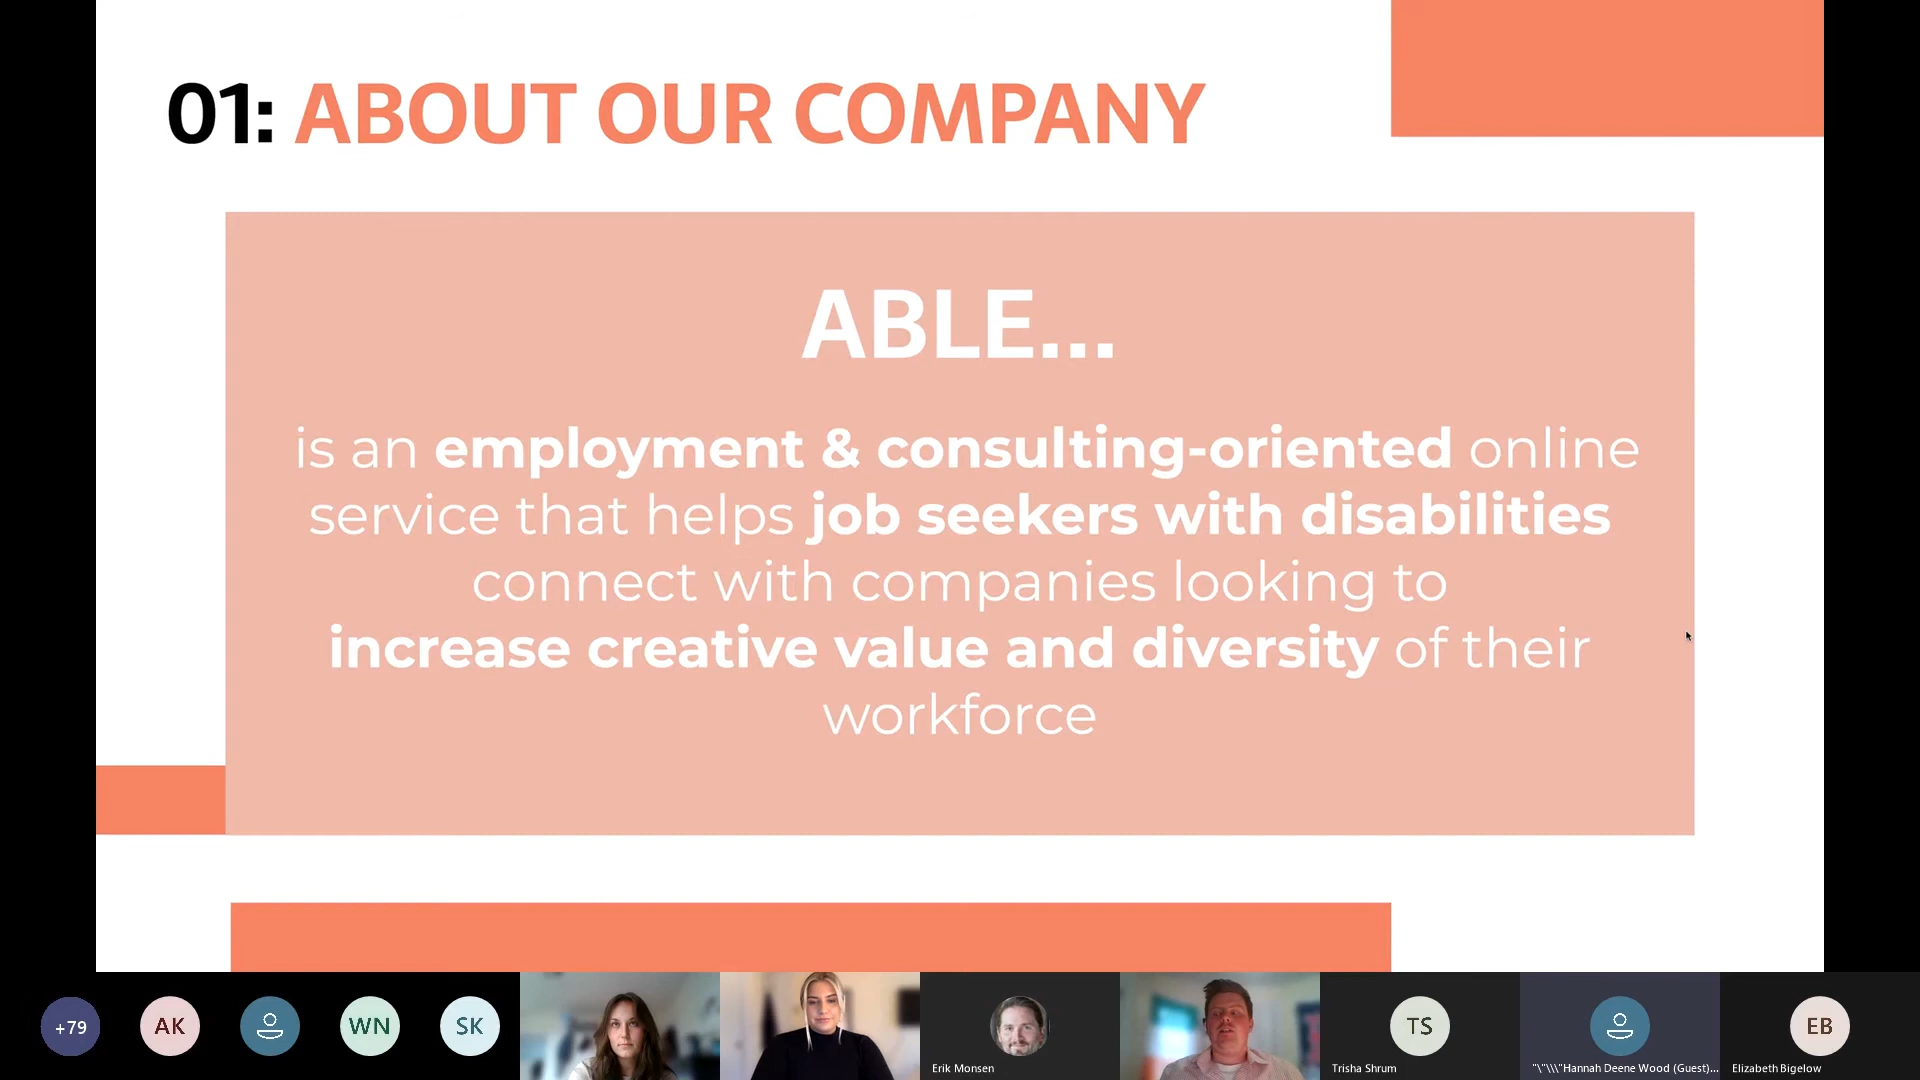 01: ABOUT OUR COMPANY
ABLE...
is an employment & consulting-oriented online
service that helps job seekers with disabilities
connect with companies looking to
increase creative value and diversity of their
workforce
+79
AK
WN
SK
Erik Monsen
TS
Trisha Shrum
"\"\\\"Hannah Deene Wood (Guest)...
EB
Elizabeth Bigelow